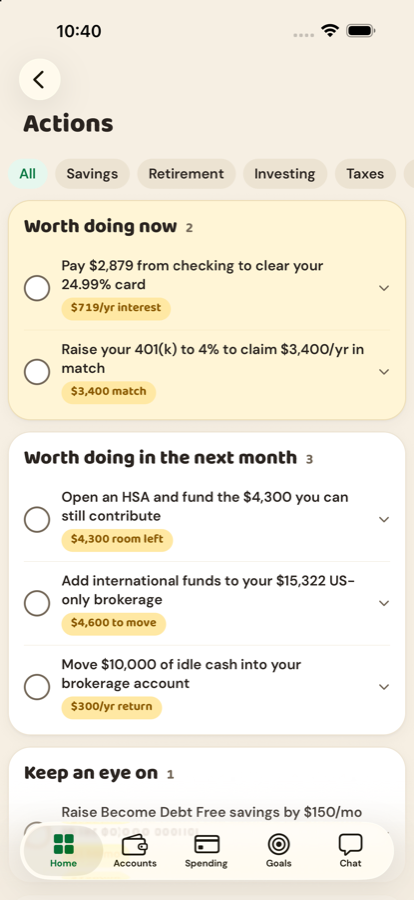 10:40
Actions
All
Savings
Retirement
Investing
Taxes
Worth doing now 2
Pay $2,879 from checking to clear your
24.99% card
$719/yr interest
Raise your 401(k) to 4% to claim $3,400/yr in
match
$3,400 match
Worth doing in the next month 3
Open an HSA and fund the $4,300 you can
still contribute
$4,300 room left
Add international funds to your $15,322 US-
only brokerage
$4,600 to move
Move $10,000 of idle cash into your
brokerage account
$300/yr return
Keep an eye on 1
Raise Become Debt Free savings by $150/mo
Home
Accounts
Spending
Goals
Chat